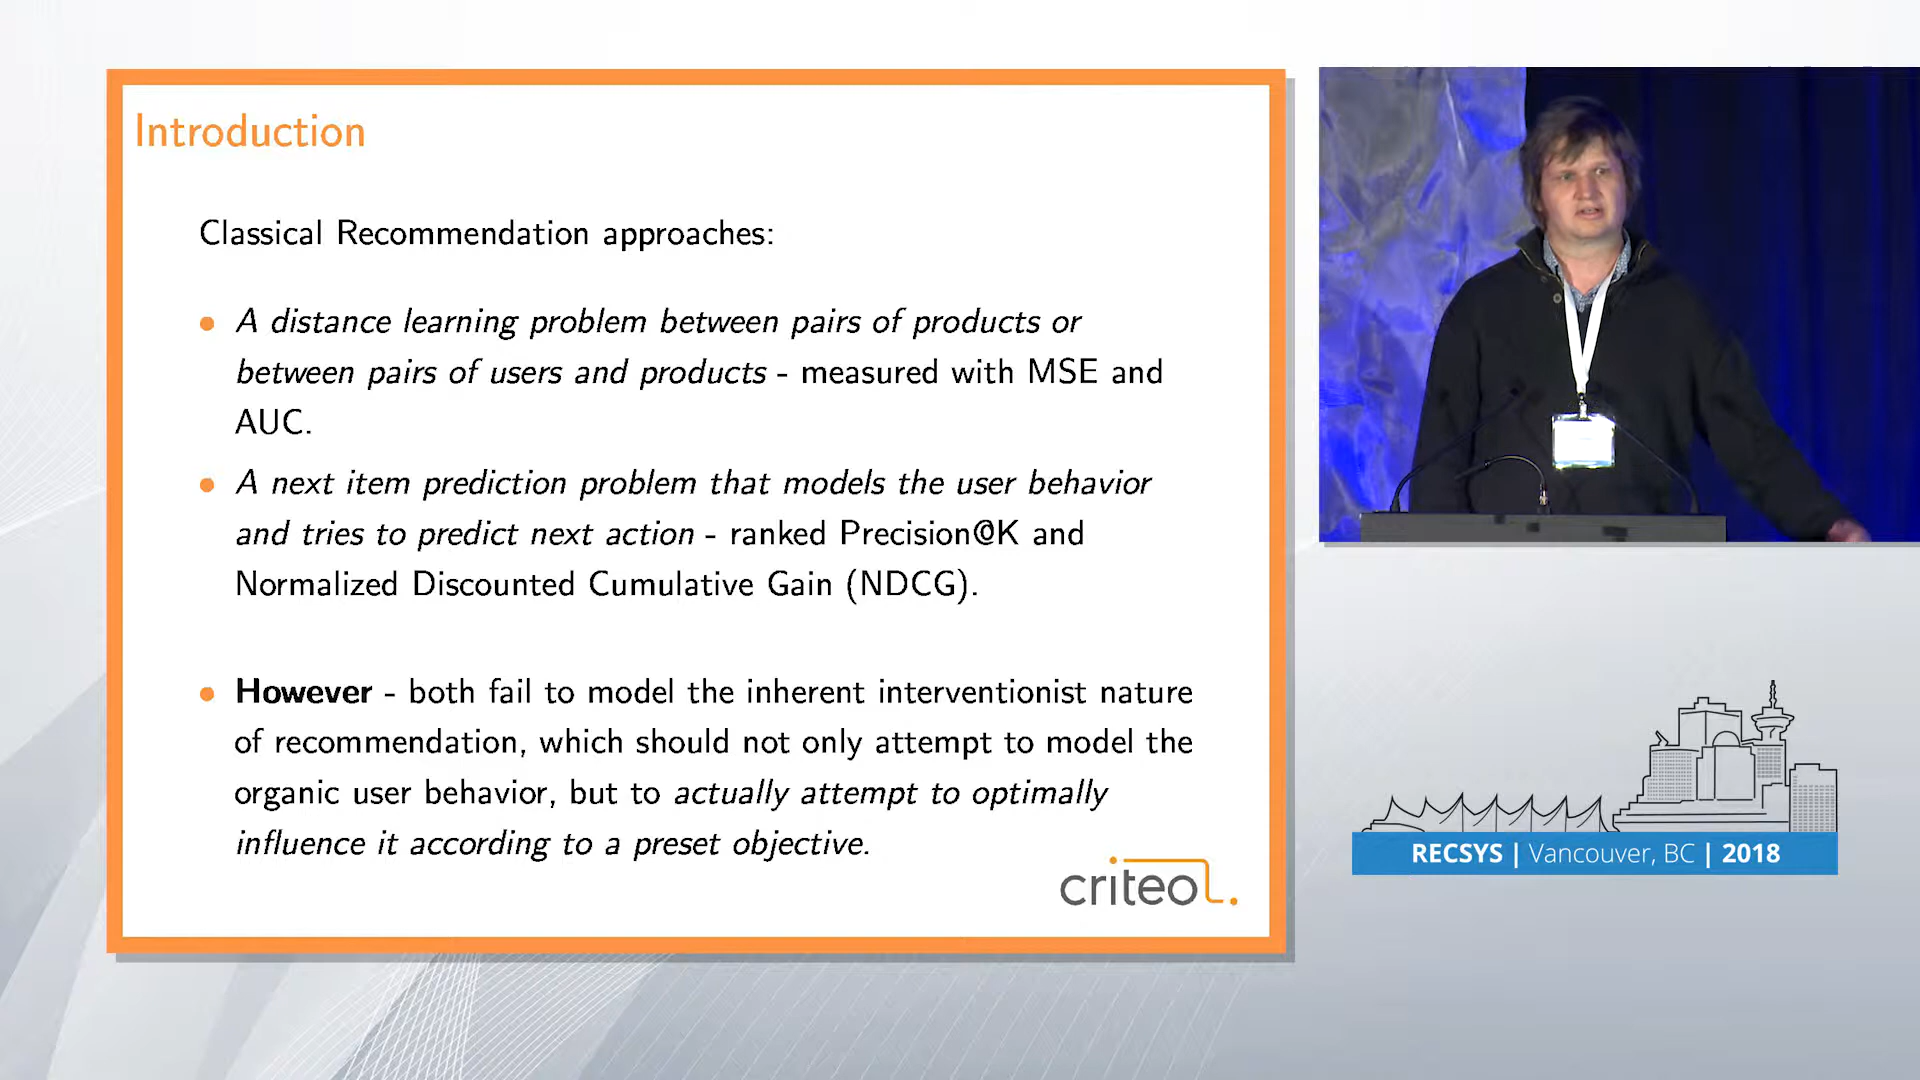 Introduction
Classical Recommendation approaches:
A distance learning problem between pairs of products or
between pairs of users and products - measured with MSE and
AUC.
A next item prediction problem that models the user behavior
and tries to predict next action - ranked Precision@K and
Normalized Discounted Cumulative Gain (NDCG).
However - both fail to model the inherent interventionist nature
of recommendation, which should not only attempt to model the
organic user behavior, but to actually attempt to optimally
influence it according to a preset objective.
criteo.
RECSYS | Vancouver, BC | 2018